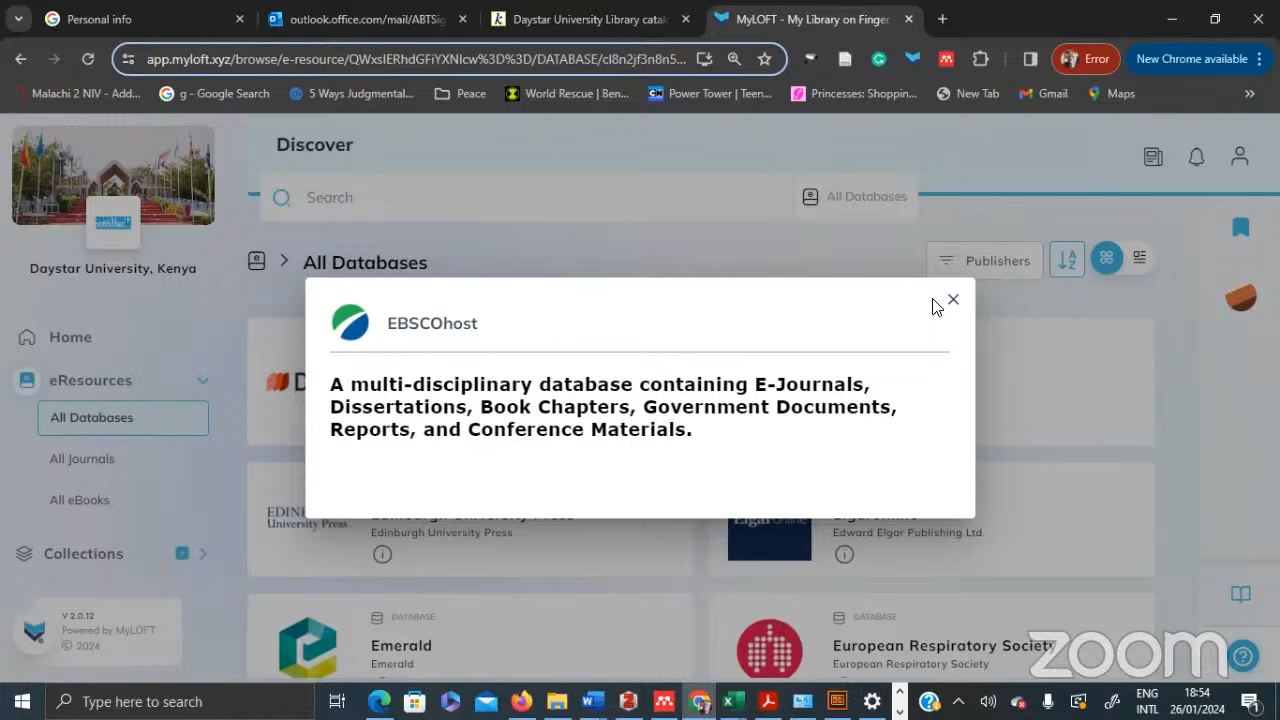 Personal info
outlook.office.com/mail/ABTSig
Daystar University Library cata
MyLOFT - My Library on Finger
app.myloft.xyz/browse/e-resource/QWxsIERhdGFiYXNlcw%3D%3D/DATABASE/cl8n2jf3n8n5...
Error
New Chrome available
Malachi 2 NIV - Add...
g - Google Search
5 Ways Judgmental...
Peace
World Rescue | Ben...
Power Tower | Teen...
Princesses: Shoppin...
New Tab
Gmail
Maps
Discover
Search
All Databases
Daystar University, Kenya
All Databases
Publishers
Home
eResources
All Databases
All Journals
All eBooks
Collections
V 2.0.12
Powered by MyLOFT
© 2024
EBSCOhost
A multi-disciplinary database containing E-Journals,
Dissertations, Book Chapters, Government Documents,
Reports, and Conference Materials.
Edinburgh University Press
Edward Elgar Publishing Ltd.
DATABASE
Emerald
Emerald
DATABASE
European Respiratory Society
European Respiratory Society
zoom
Type here to search
ENG
INTL
18:54
26/01/2024